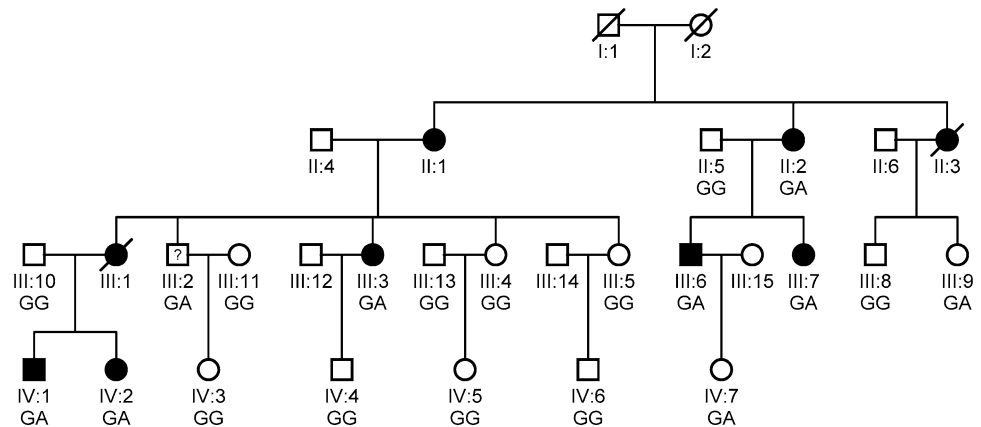 I:1 I:2
II:4 II:1 II:5 II:2 II:6 II:3
GG GA
?
III:10 III:1 III:2 III:11 III:12 III:3 III:13 III:4 III:14 III:5 III:6 III:15 III:7 III:8 III:9
GG GA GG GA GG GG GG GA GA GG GA
IV:1 IV:2 IV:3 IV:4 IV:5 IV:6 IV:7
GA GA GG GG GG GG GA